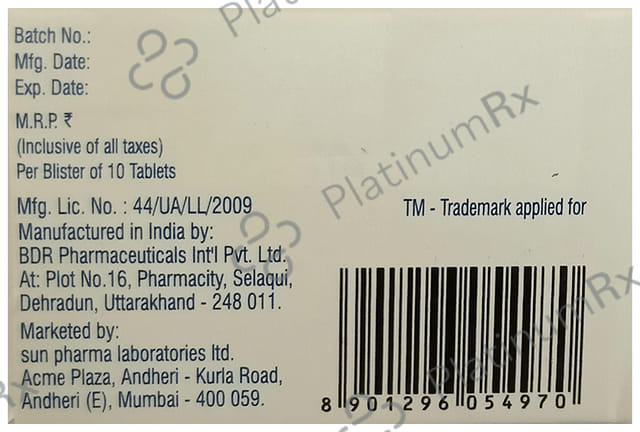 Batch No.:
Mfg. Date:
Exp. Date:
M.R.P. ₹
(Inclusive of all taxes)
Per Blister of 10 Tablets
Mfg. Lic. No. : 44/UA/LL/2009
Manufactured in India by:
BDR Pharmaceuticals Int'l Pvt. Ltd.
At: Plot No.16, Pharmacity, Selaqui,
Dehradun, Uttarakhand - 248 011.
Marketed by:
sun pharma laboratories ltd.
Acme Plaza, Andheri - Kurla Road,
Andheri (E), Mumbai - 400 059.
TM - Trademark applied for
8 901296 054970
PlatinumRx
PlatinumRx